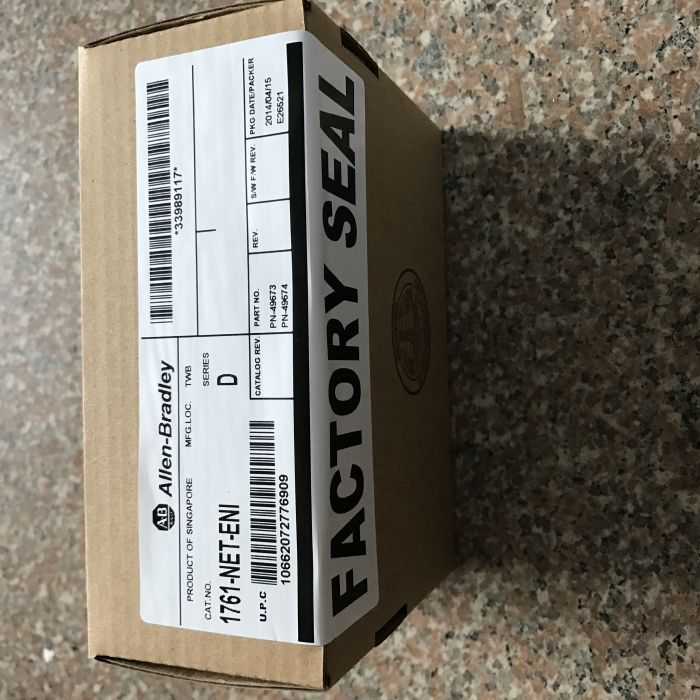 AB
Allen-Bradley
*33989117*
PRODUCT OF SINGAPORE MFG.LOC. TWB
CAT.NO. SERIES
1761-NET-ENI D
U.P.C
10662072776909
CATALOG REV. PART NO. REV. S/W F/W REV. PKG DATE/PACKER
PN-49673 2014/04/15
PN-49674 E26521
FACTORY SEAL